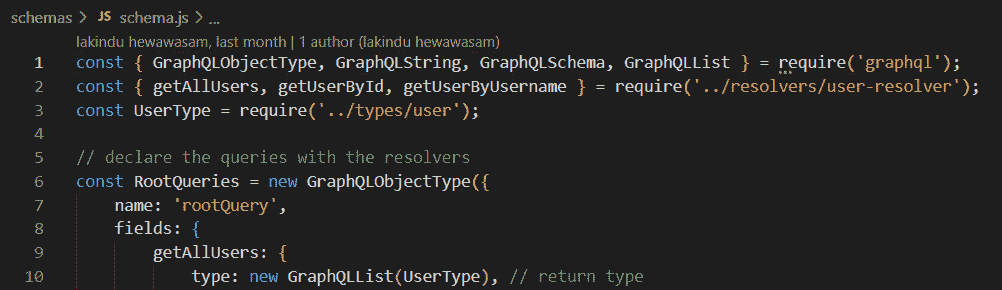 schemas > JS schema.js > ...
lakindu hewawasam, last month | 1 author (lakindu hewawasam)
1 const { GraphQLObjectType, GraphQLString, GraphQLSchema, GraphQLList } = require('graphql');
2 const { getAllUsers, getUserById, getUserByUsername } = require('../resolvers/user-resolver');
3 const UserType = require('../types/user');
4
5 // declare the queries with the resolvers
6 const RootQueries = new GraphQLObjectType({
7     name: 'rootQuery',
8     fields: {
9         getAllUsers: {
10             type: new GraphQLList(UserType), // return type